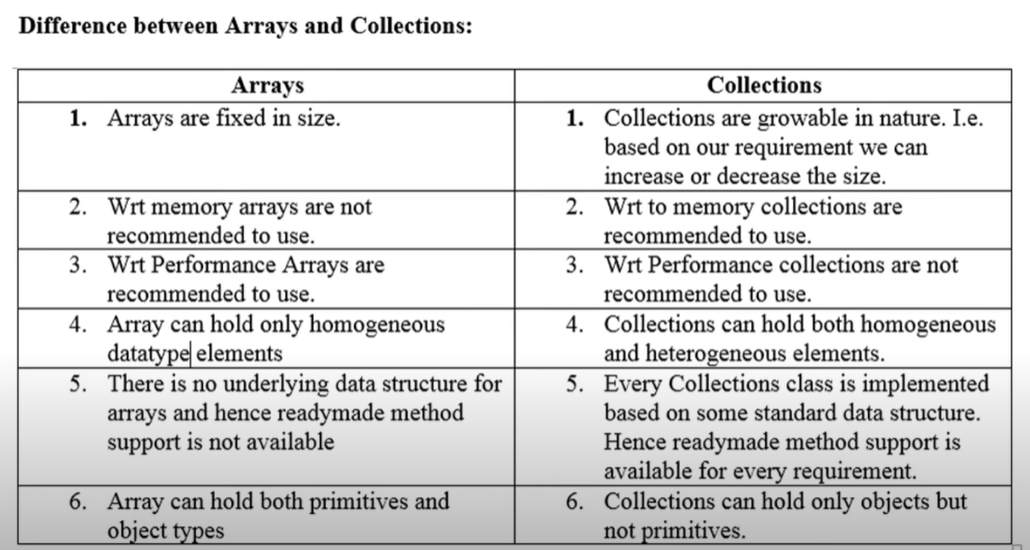 Difference between Arrays and Collections:
Arrays
Collections
1. Arrays are fixed in size.
1. Collections are growable in nature. I.e.
based on our requirement we can
increase or decrease the size.
2. Wrt memory arrays are not
recommended to use.
2. Wrt to memory collections are
recommended to use.
3. Wrt Performance Arrays are
recommended to use.
3. Wrt Performance collections are not
recommended to use.
4. Array can hold only homogeneous
datatype elements
4. Collections can hold both homogeneous
and heterogeneous elements.
5. There is no underlying data structure for
arrays and hence readymade method
support is not available
5. Every Collections class is implemented
based on some standard data structure.
Hence readymade method support is
available for every requirement.
6. Array can hold both primitives and
object types
6. Collections can hold only objects but
not primitives.